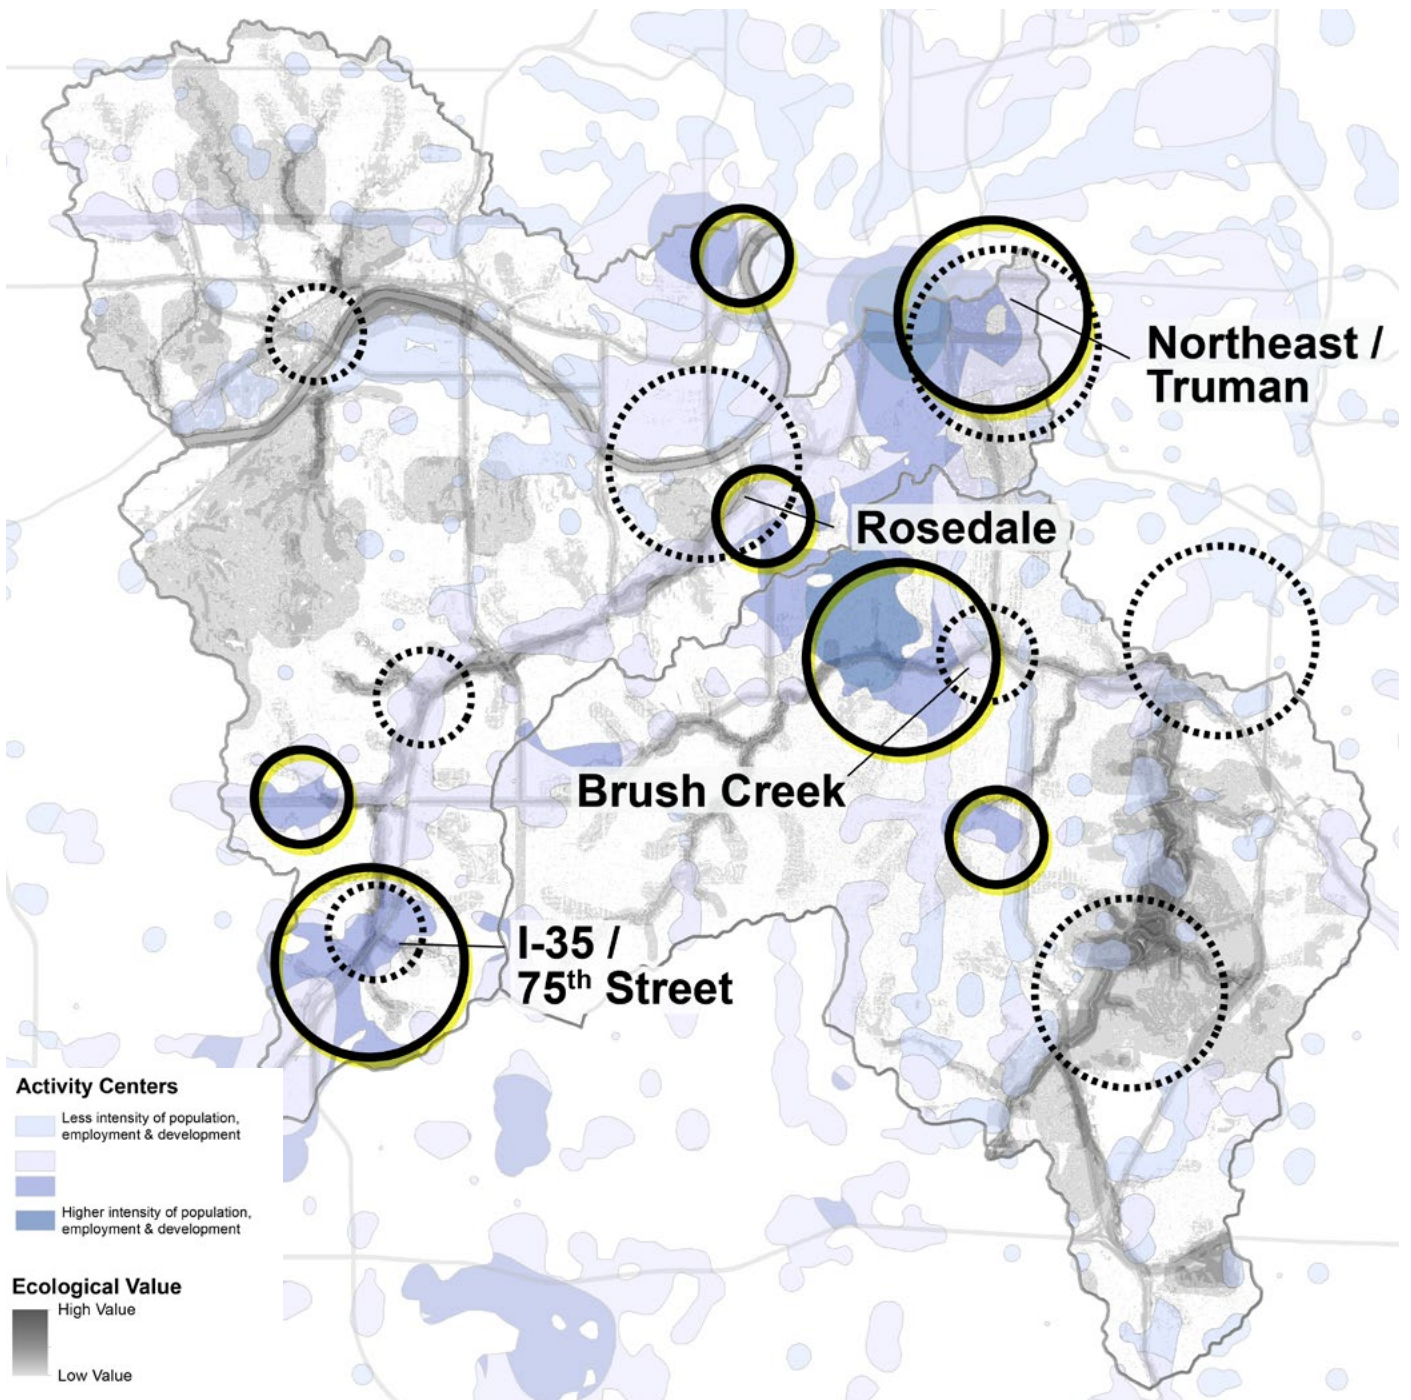 Northeast /
Truman
Rosedale
Brush Creek
I-35 /
75th Street
Activity Centers
Less intensity of population,
employment & development
Higher intensity of population,
employment & development
Ecological Value
High Value
Low Value